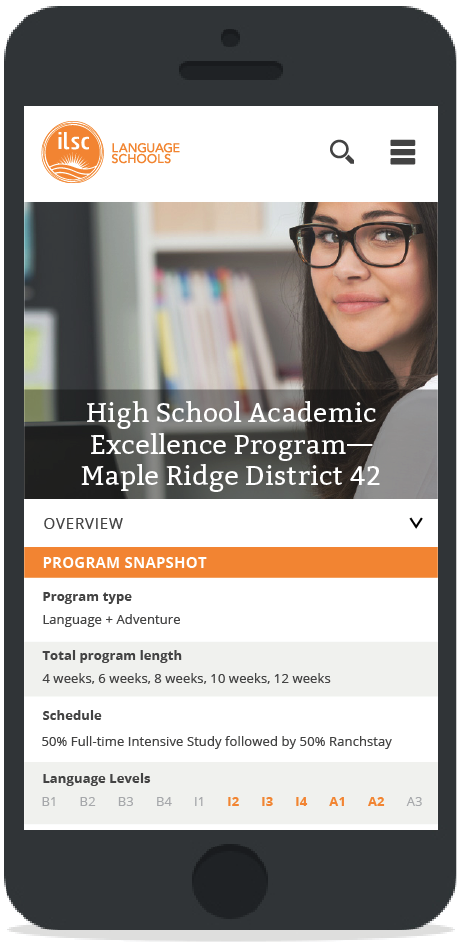 ilsc
LANGUAGE
SCHOOLS
High School Academic
Excellence Program—
Maple Ridge District 42
OVERVIEW
PROGRAM SNAPSHOT
Program type
Language + Adventure
Total program length
4 weeks, 6 weeks, 8 weeks, 10 weeks, 12 weeks
Schedule
50% Full-time Intensive Study followed by 50% Ranchstay
Language Levels
B1 B2 B3 B4 I1 I2 I3 I4 A1 A2 A3